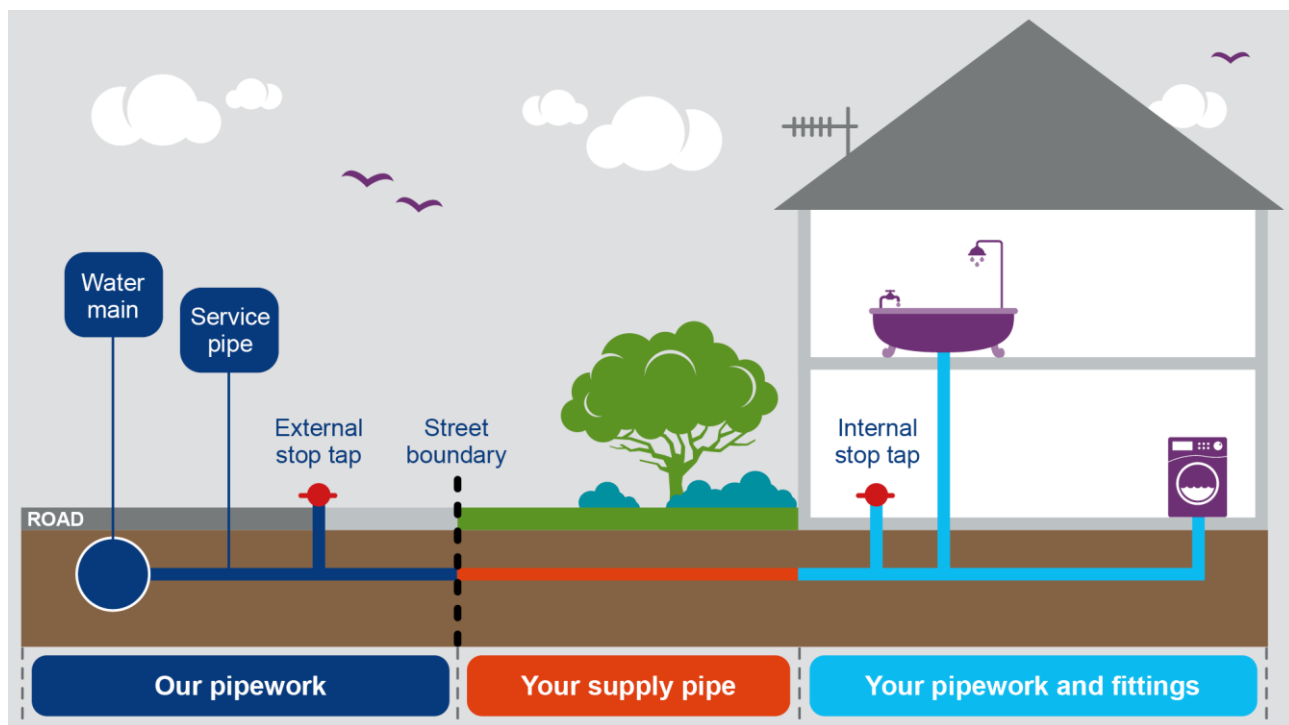 Water
main
Service
pipe
External
stop tap
Street
boundary
Internal
stop tap
ROAD
Our pipework
Your supply pipe
Your pipework and fittings